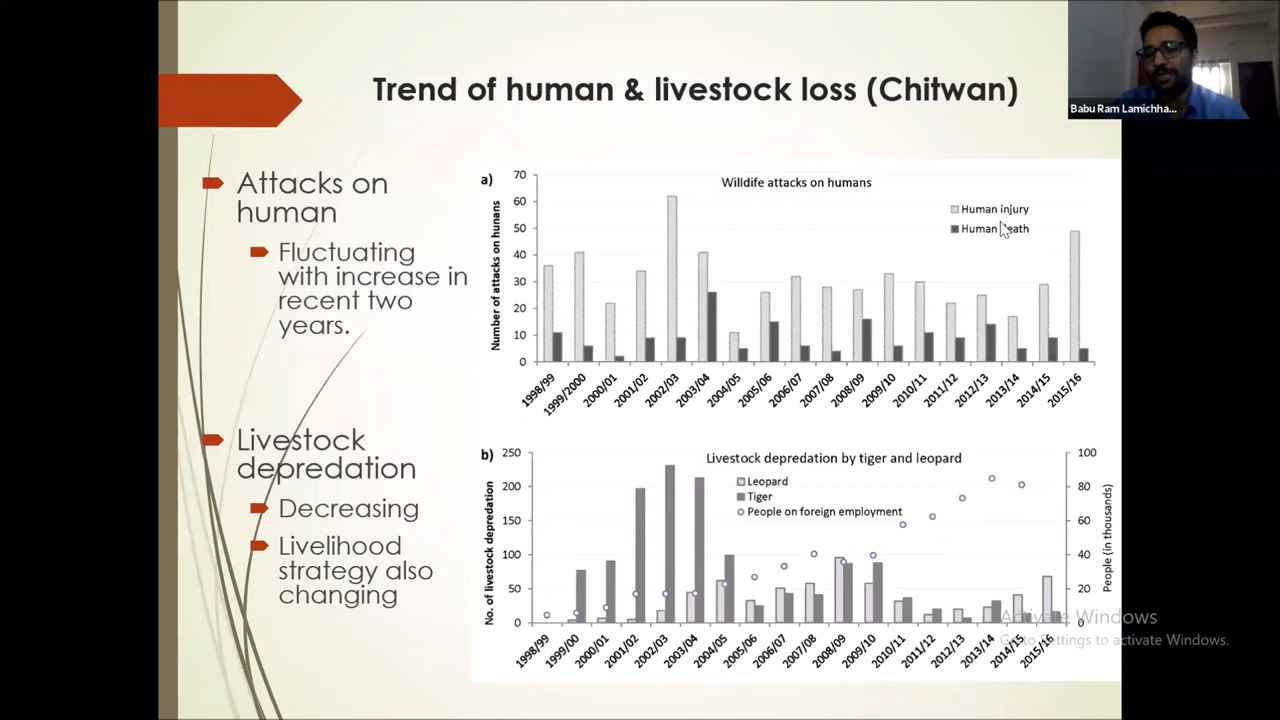 Trend of human & livestock loss (Chitwan)
Babu Ram Lamichha...
Attacks on
human
Fluctuating
with increase in
recent two
years.
Livestock
depredation
Decreasing
Livelihood
strategy also
changing
a)
Willdife attacks on humans
Human injury
Human death
Number of attacks on hunans
70
60
50
40
30
20
10
0
1998/99
1999/2000
2000/01
2001/02
2002/03
2003/04
2004/05
2005/06
2006/07
2007/08
2008/09
2009/10
2010/11
2011/12
2012/13
2013/14
2014/15
2015/16
b)
Livestock depredation by tiger and leopard
Leopard
Tiger
People on foreign employment
No. of livestock depredation
250
200
150
100
50
0
People (in thousands)
100
80
60
40
20
0
1998/99
1999/00
2000/01
2001/02
2002/03
2003/04
2004/05
2005/06
2006/07
2007/08
2008/09
2009/10
2010/11
2011/12
2012/13
2013/14
2014/15
2015/16
Activate Windows
Go to Settings to activate Windows.